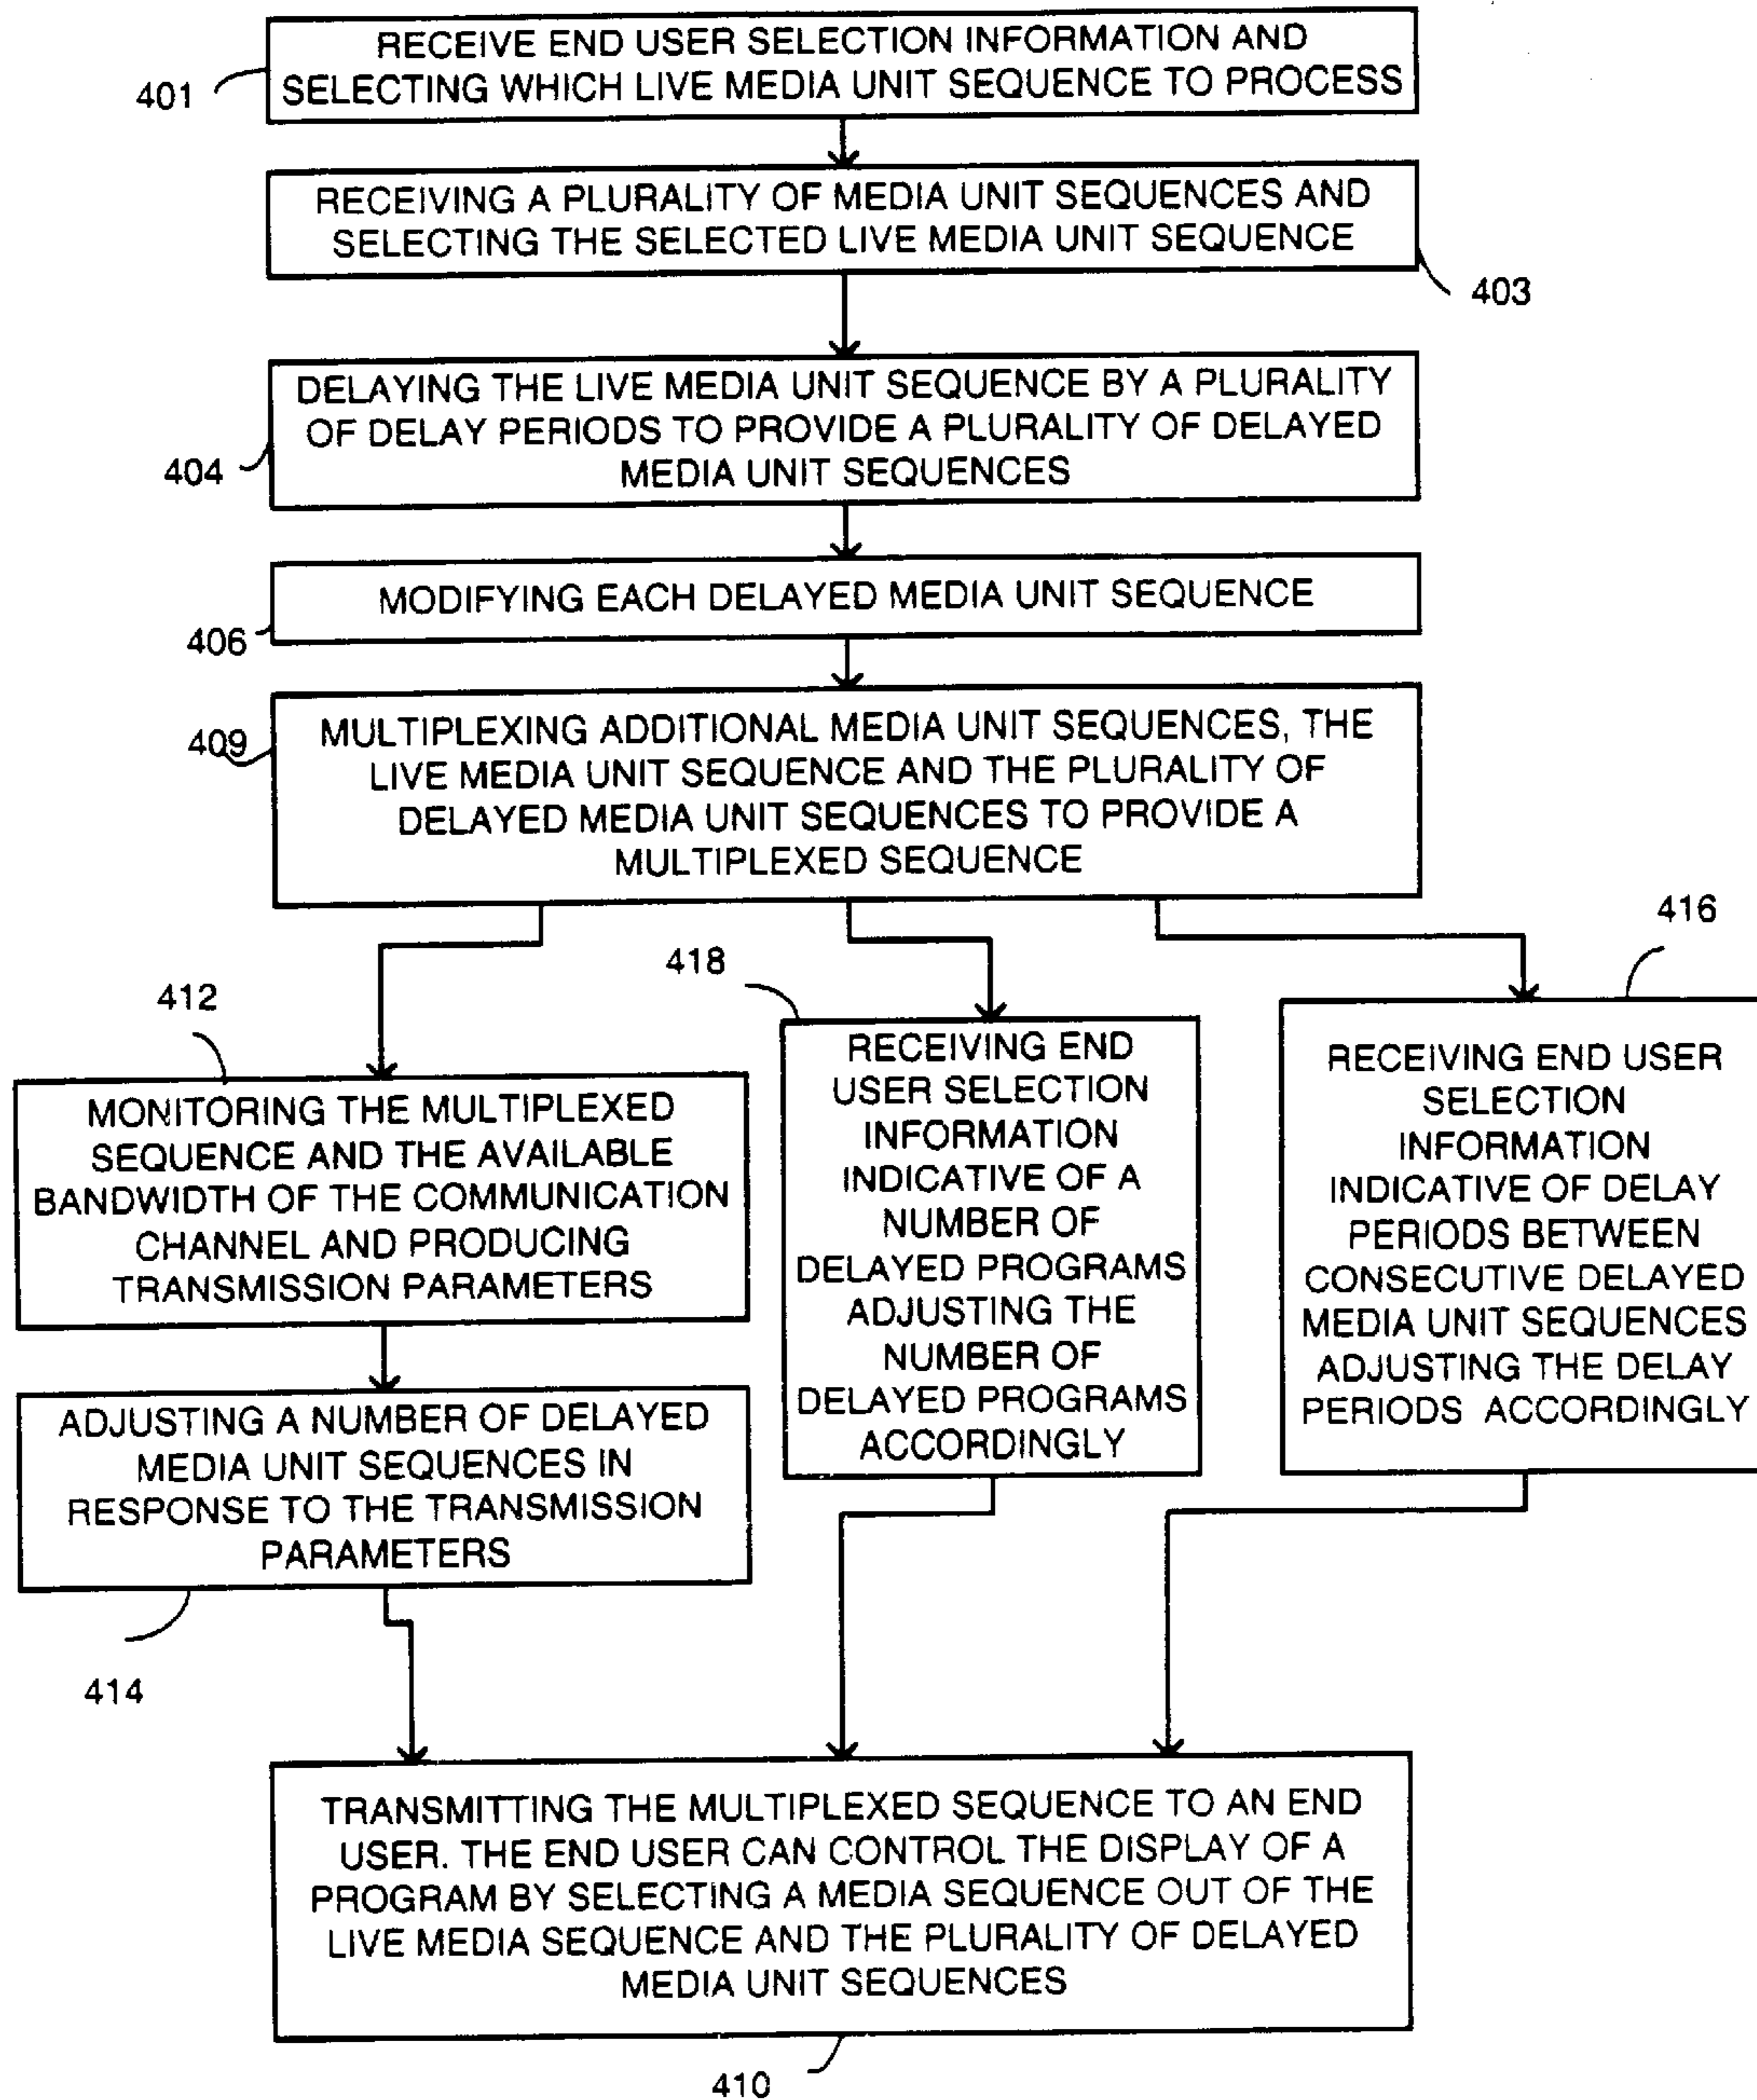 RECEIVE END USER SELECTION INFORMATION AND
SELECTING WHICH LIVE MEDIA UNIT SEQUENCE TO PROCESS
401
RECEIVING A PLURALITY OF MEDIA UNIT SEQUENCES AND
SELECTING THE SELECTED LIVE MEDIA UNIT SEQUENCE
403
DELAYING THE LIVE MEDIA UNIT SEQUENCE BY A PLURALITY
OF DELAY PERIODS TO PROVIDE A PLURALITY OF DELAYED
MEDIA UNIT SEQUENCES
404
MODIFYING EACH DELAYED MEDIA UNIT SEQUENCE
406
MULTIPLEXING ADDITIONAL MEDIA UNIT SEQUENCES, THE
LIVE MEDIA UNIT SEQUENCE AND THE PLURALITY OF
DELAYED MEDIA UNIT SEQUENCES TO PROVIDE A
MULTIPLEXED SEQUENCE
409
412
MONITORING THE MULTIPLEXED
SEQUENCE AND THE AVAILABLE
BANDWIDTH OF THE COMMUNICATION
CHANNEL AND PRODUCING
TRANSMISSION PARAMETERS
ADJUSTING A NUMBER OF DELAYED
MEDIA UNIT SEQUENCES IN
RESPONSE TO THE TRANSMISSION
PARAMETERS
414
418
RECEIVING END
USER SELECTION
INFORMATION
INDICATIVE OF A
NUMBER OF
DELAYED PROGRAMS
ADJUSTING THE
NUMBER OF
DELAYED PROGRAMS
ACCORDINGLY
416
RECEIVING END USER
SELECTION
INFORMATION
INDICATIVE OF DELAY
PERIODS BETWEEN
CONSECUTIVE DELAYED
MEDIA UNIT SEQUENCES
ADJUSTING THE DELAY
PERIODS ACCORDINGLY
TRANSMITTING THE MULTIPLEXED SEQUENCE TO AN END
USER. THE END USER CAN CONTROL THE DISPLAY OF A
PROGRAM BY SELECTING A MEDIA SEQUENCE OUT OF THE
LIVE MEDIA SEQUENCE AND THE PLURALITY OF DELAYED
MEDIA UNIT SEQUENCES
410